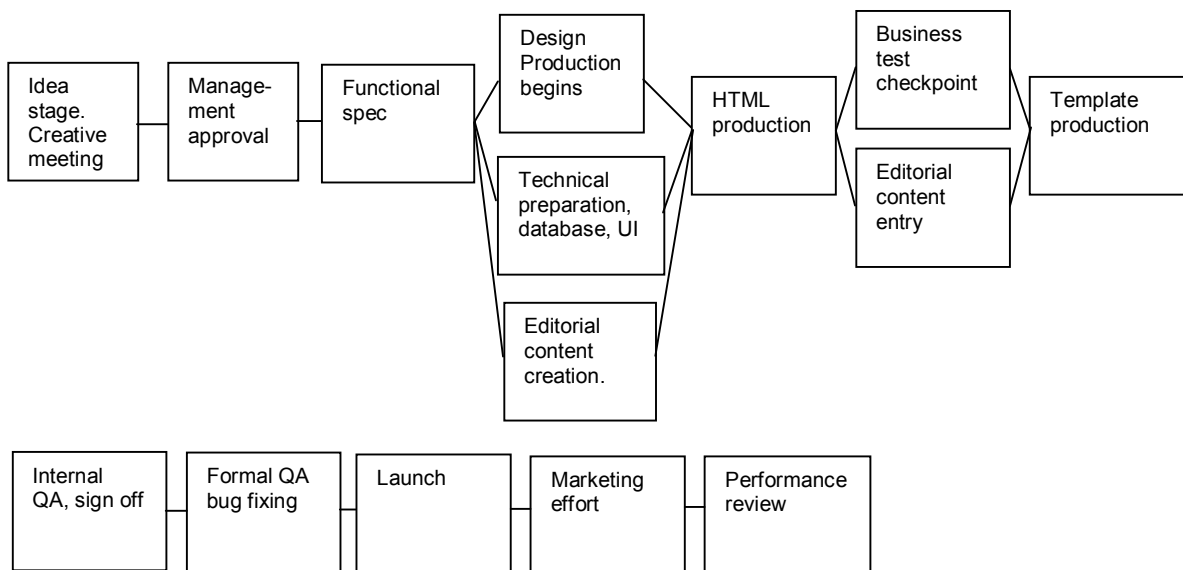 Idea
stage.
Creative
meeting
Manage-
ment
approval
Functional
spec
Design
Production
begins
Technical
preparation,
database, UI
Editorial
content
creation.
HTML
production
Business
test
checkpoint
Editorial
content
entry
Template
production
Internal
QA, sign off
Formal QA
bug fixing
Launch
Marketing
effort
Performance
review